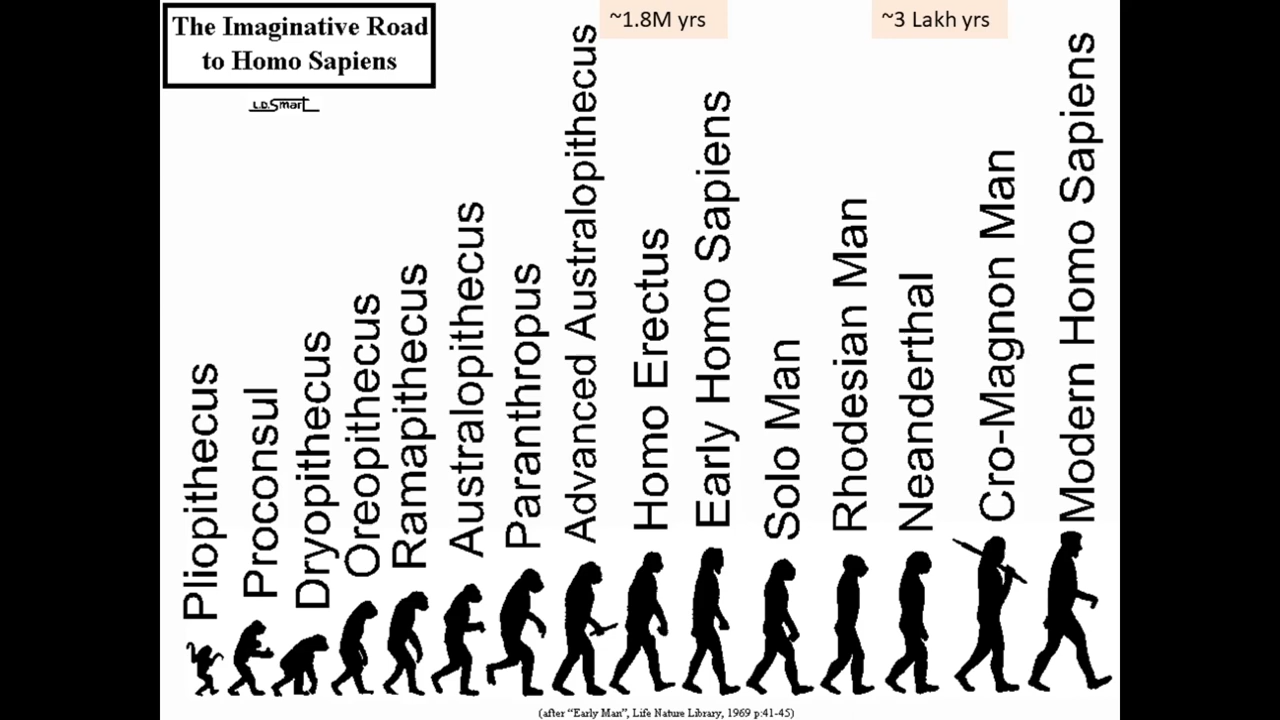 The Imaginative Road
to Homo Sapiens
L.D.Smart
~1.8M yrs
~3 Lakh yrs
Pliopithecus
Proconsul
Dryopithecus
Oreopithecus
Ramapithecus
Australopithecus
Paranthropus
Advanced Australopithecus
Homo Erectus
Early Homo Sapiens
Solo Man
Rhodesian Man
Neanderthal
Cro-Magnon Man
Modern Homo Sapiens
(after “Early Man”, Life Nature Library, 1969 p:41-45)